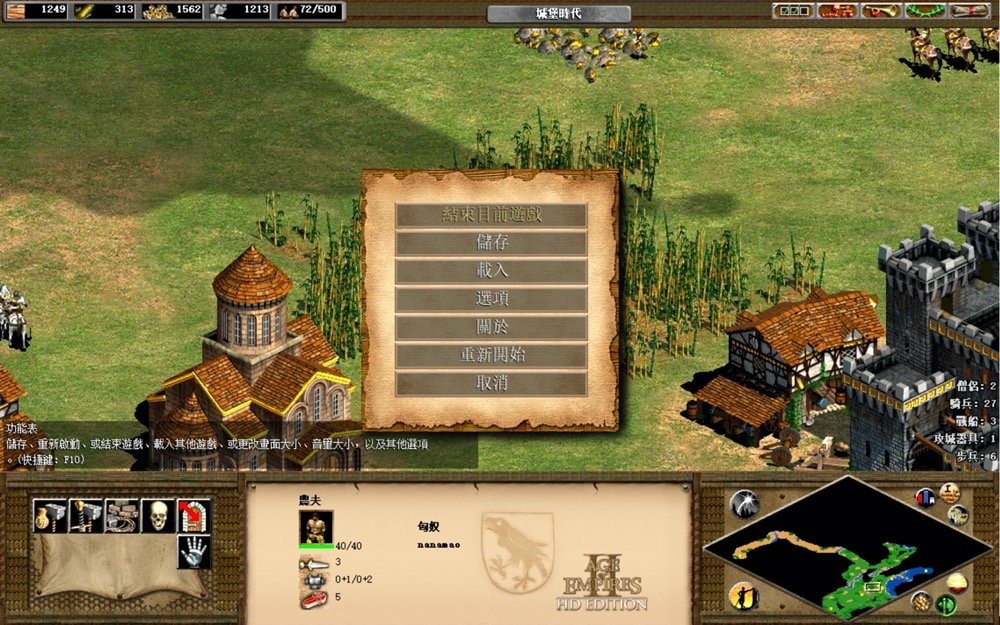 1249 313 1562 1213 72/500
城堡時代
結束目前遊戲
儲存
載入
選項
關於
重新開始
取消
僧侶: 2
騎兵: 27
戰船: 3
攻城器具: 1
步兵: 6
功能表
儲存、重新啟動、或結束遊戲、載入其他遊戲、或更改畫面大小、音量大小，以及其他選項
。(快捷鍵: F10)
農夫
40/40
3
0+1/0+2
5
匈奴
nanamao
AGE
OF
EMPIRES
II
HD EDITION